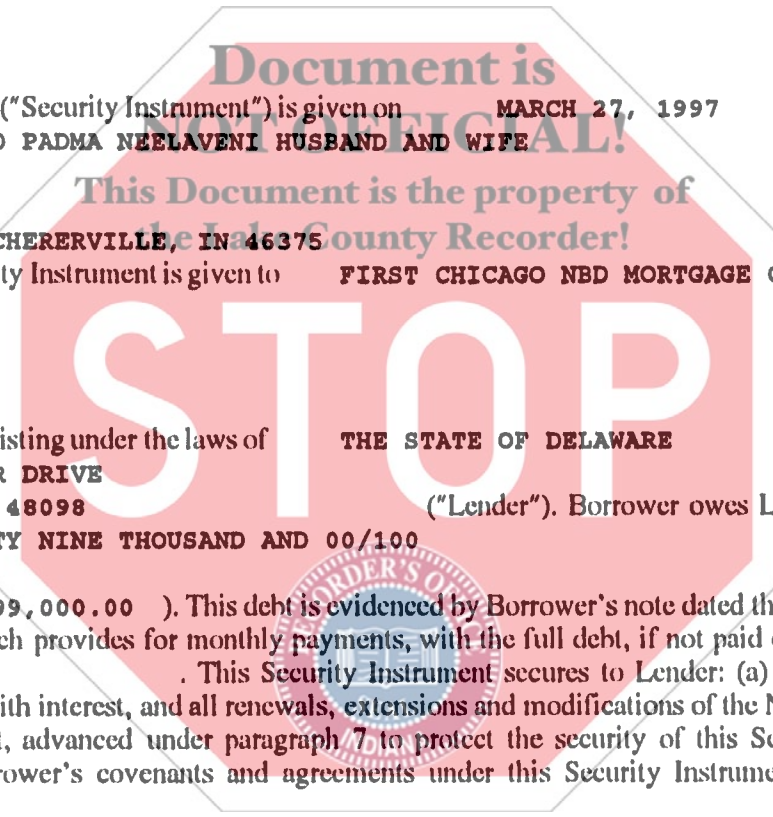 Document is
("Security Instrument") is given on MARCH 27, 1997
NOT OFFICIAL!
PADMA NEELAVENI HUSBAND AND WIFE
This Document is the property of
the Lake County Recorder!
CHERERVILLE, IN 46375
ty Instrument is given to FIRST CHICAGO NBD MORTGAGE
STOP
isting under the laws of THE STATE OF DELAWARE
R DRIVE
48098 ("Lender"). Borrower owes L
TY NINE THOUSAND AND 00/100
99,000.00 ). This debt is evidenced by Borrower's note dated th
ch provides for monthly payments, with the full debt, if not paid
. This Security Instrument secures to Lender: (a)
ith interest, and all renewals, extensions and modifications of the N
t, advanced under paragraph 7 to protect the security of this Se
rower's covenants and agreements under this Security Instrume
RECORDER'S OF
INDIANA